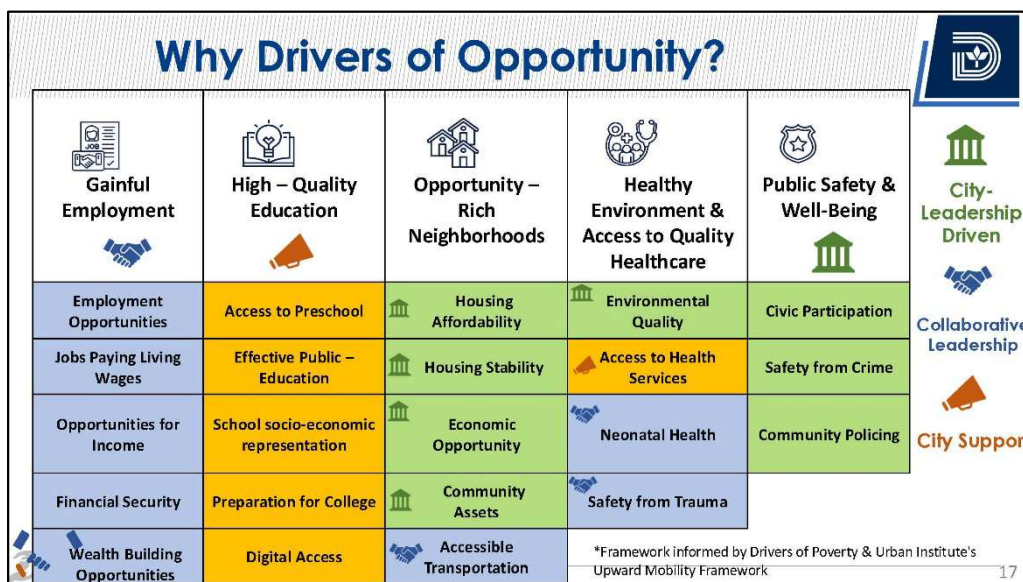 Why Drivers of Opportunity?
JOB
Gainful
Employment
High – Quality
Education
Opportunity –
Rich
Neighborhoods
Healthy
Environment &
Access to Quality
Healthcare
Public Safety &
Well-Being
City-
Leadership
Driven
Collaborative
Leadership
City Support
Employment
Opportunities
Access to Preschool
Housing
Affordability
Environmental
Quality
Civic Participation
Jobs Paying Living
Wages
Effective Public –
Education
Housing Stability
Access to Health
Services
Safety from Crime
Opportunities for
Income
School socio-economic
representation
Economic
Opportunity
Neonatal Health
Community Policing
Financial Security
Preparation for College
Community
Assets
Safety from Trauma
Wealth Building
Opportunities
Digital Access
Accessible
Transportation
*Framework informed by Drivers of Poverty & Urban Institute's
Upward Mobility Framework
17